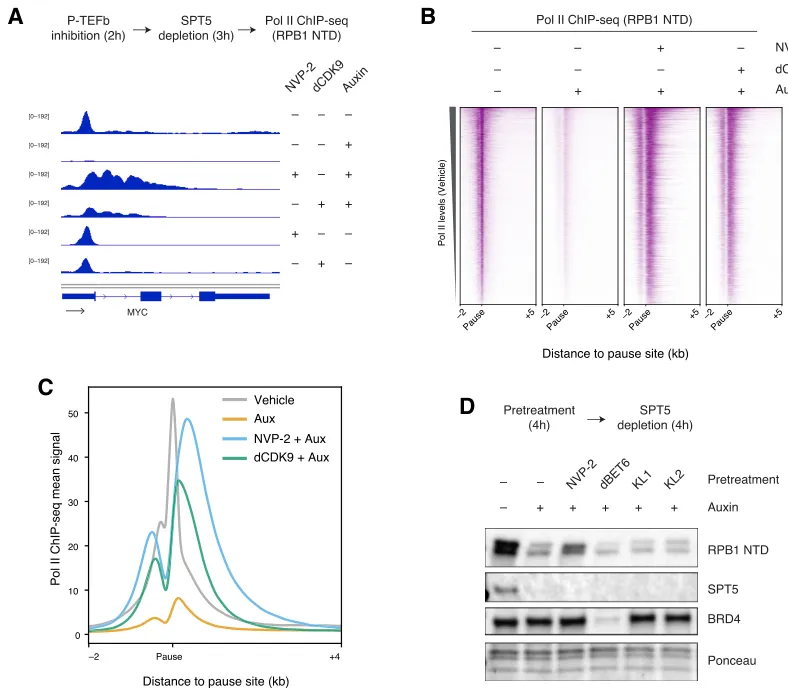 A
P-TEFb inhibition (2h)
SPT5 depletion (3h)
Pol II ChIP-seq (RPB1 NTD)
NVP-2
dCDK9
Auxin
[0–192] – – –
[0–192] – – +
[0–192] + – +
[0–192] – + +
[0–192] + – –
[0–192] – + –
MYC
B
Pol II ChIP-seq (RPB1 NTD)
– – + – NV
– – – + dC
– + + + Au
Pol II levels (Vehicle)
–2 Pause +5
–2 Pause +5
–2 Pause +5
–2 Pause +5
Distance to pause site (kb)
C
Pol II ChIP-seq mean signal
50
40
30
20
10
0
Vehicle
Aux
NVP-2 + Aux
dCDK9 + Aux
–2 Pause +4
Distance to pause site (kb)
D
Pretreatment (4h)
SPT5 depletion (4h)
– – NVP-2 dBET6 KL1 KL2 Pretreatment
– + + + + + Auxin
RPB1 NTD
SPT5
BRD4
Ponceau